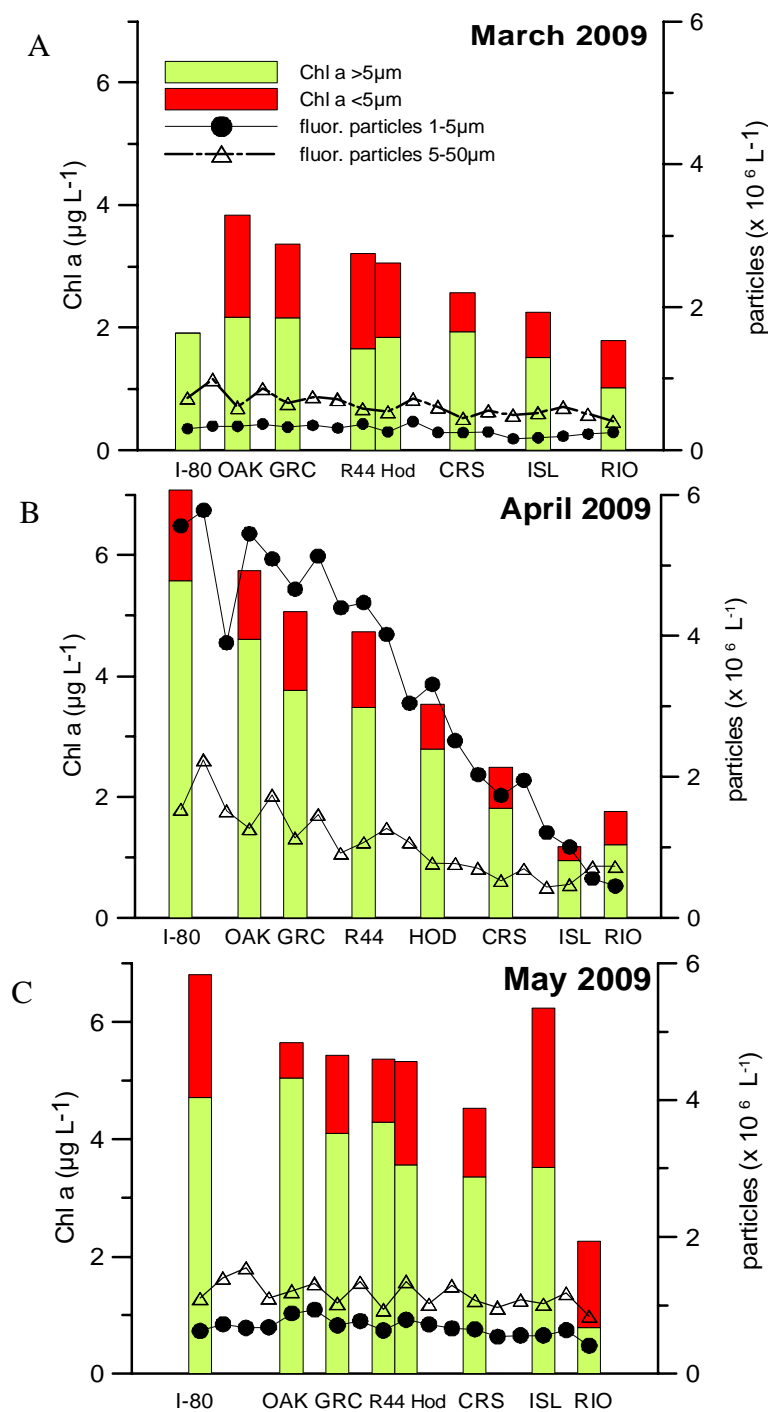 A
March 2009
Chl a >5µm
Chl a <5µm
fluor. particles 1-5µm
fluor. particles 5-50µm
Chl a (µg L-1)
particles (x 10 6 L-1)
6
4
2
0
6
4
2
0
I-80 OAK GRC R44 Hod CRS ISL RIO
B
April 2009
Chl a (µg L-1)
particles (x 10 6 L-1)
6
4
2
0
6
4
2
0
I-80 OAK GRC R44 HOD CRS ISL RIO
C
May 2009
Chl a (µg L-1)
particles (x 10 6 L-1)
6
4
2
0
6
4
2
0
I-80 OAK GRC R44 Hod CRS ISL RIO